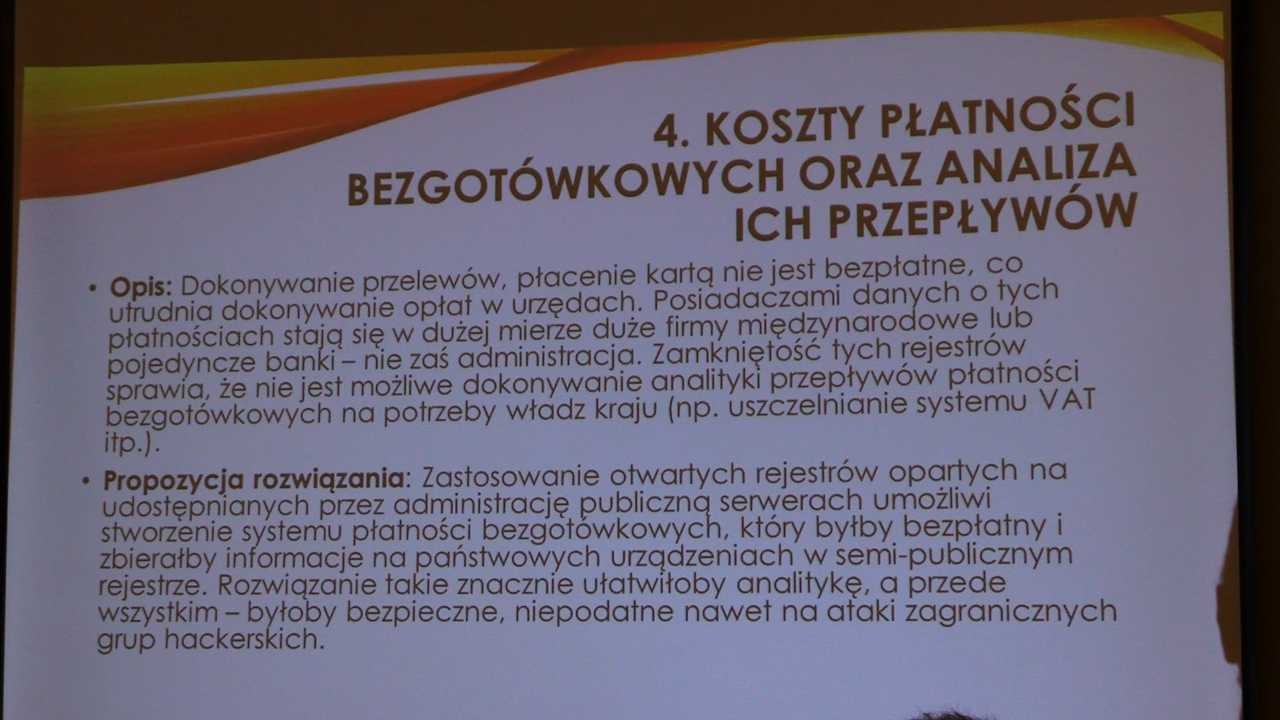 4. KOSZTY PŁATNOŚCI
BEZGOTÓWKOWYCH ORAZ ANALIZA
ICH PRZEPŁYWÓW
• Opis: Dokonywanie przelewów, płacenie kartą nie jest bezpłatne, co
utrudnia dokonywanie opłat w urzędach. Posiadaczami danych o tych
płatnościach stają się w dużej mierze duże firmy międzynarodowe lub
pojedyncze banki – nie zaś administracja. Zamkniętość tych rejestrów
sprawia, że nie jest możliwe dokonywanie analityki przepływów płatności
bezgotówkowych na potrzeby władz kraju (np. uszczelnianie systemu VAT
itp.).
• Propozycja rozwiązania: Zastosowanie otwartych rejestrów opartych na
udostępnianych przez administrację publiczną serwerach umożliwi
stworzenie systemu płatności bezgotówkowych, który byłby bezpłatny i
zbierałby informacje na państwowych urządzeniach w semi-publicznym
rejestrze. Rozwiązanie takie znacznie ułatwiłoby analitykę, a przede
wszystkim – byłoby bezpieczne, niepodatne nawet na ataki zagranicznych
grup hackerskich.